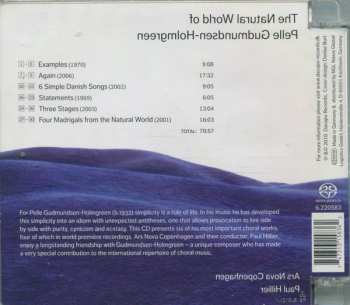 The Natural World of
Pelle Gudmundsen-Holmgreen
Examples (1970)
Again (2006) 17:32
6 Simple Danish Songs (2002) 9:05
Statements (1969) 6:05
Three Stages (2003) 13:04
Four Madrigals from the Natural World (2001) 16:03
TOTAL: 70:57
For Pelle Gudmundsen-Holmgreen (b.1932) simplicity is a rule of life. In his music he has developed
this simplicity into an idiom with unexpected antitheses, one that allows provocation to live side
by side with purity, cynicism and ecstasy. This CD presents six of his most important choral works,
four of which in world premiere recordings. Ars Nova Copenhagen and their conductor, Paul Hillier,
enjoy a longstanding friendship with Gudmundsen-Holmgreen – a unique composer who has made
a very special contribution to the international repertoire of choral music.
Ars Nova Copenhagen
Paul Hillier
6.220583